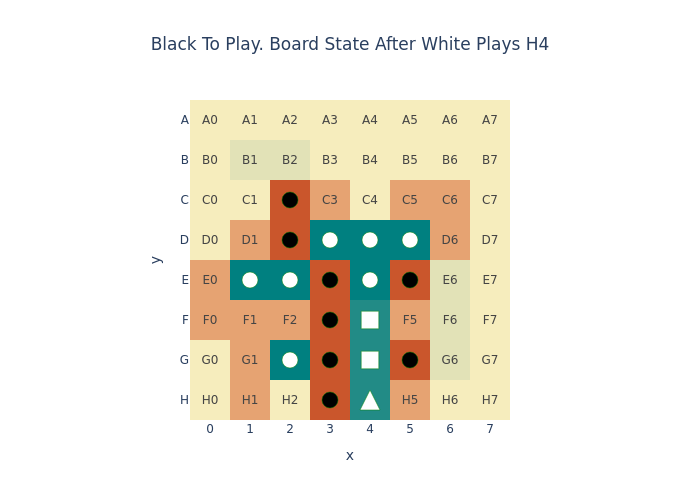 Black To Play. Board State After White Plays H4
A A0 A1 A2 A3 A4 A5 A6 A7
B B0 B1 B2 B3 B4 B5 B6 B7
C C0 C1 C3 C4 C5 C6 C7
D D0 D1 D6 D7
y
E E0 E6 E7
F F0 F1 F2 F5 F6 F7
G G0 G1 G6 G7
H H0 H1 H2 H5 H6 H7
0 1 2 3 4 5 6 7
x